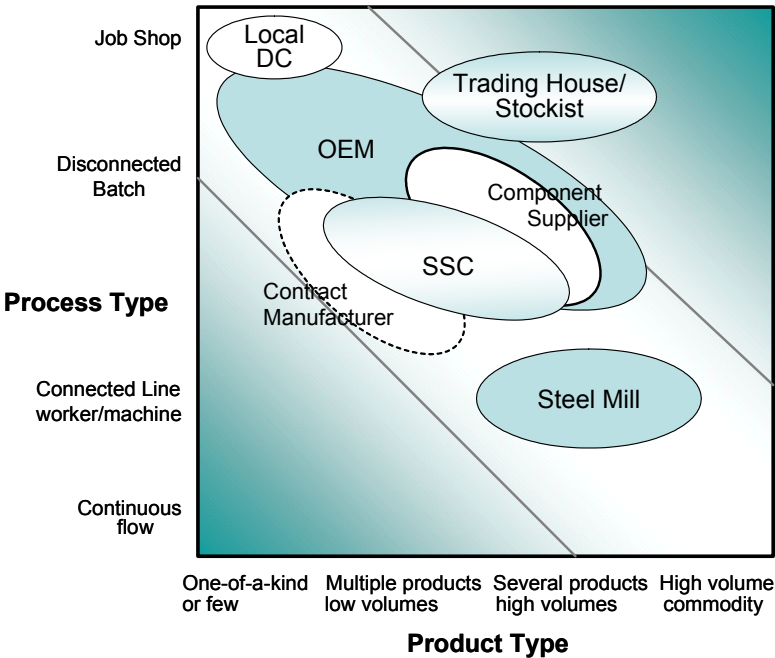 Job Shop
Local
DC
Trading House/
Stockist
OEM
Disconnected
Batch
Component
Supplier
SSC
Process Type
Contract
Manufacturer
Connected Line
worker/machine
Steel Mill
Continuous
flow
One-of-a-kind
or few
Multiple products
low volumes
Several products
high volumes
High volume
commodity
Product Type